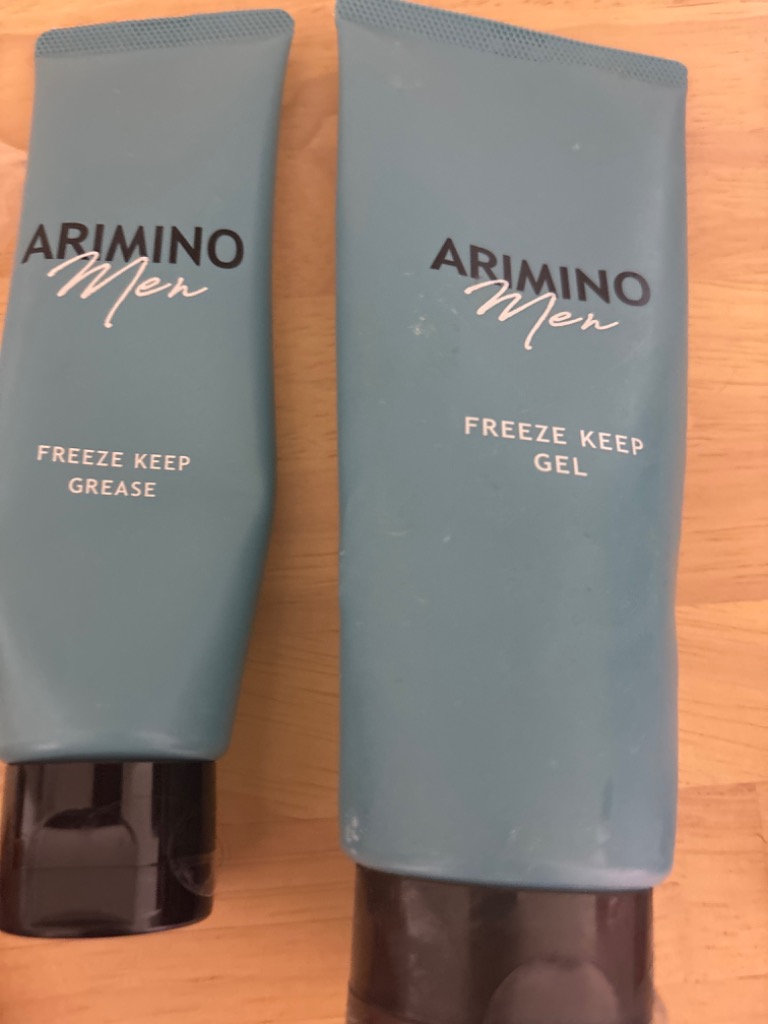 ARIMINO
Men
FREEZE KEEP
GREASE
ARIMINO
Men
FREEZE KEEP
GEL